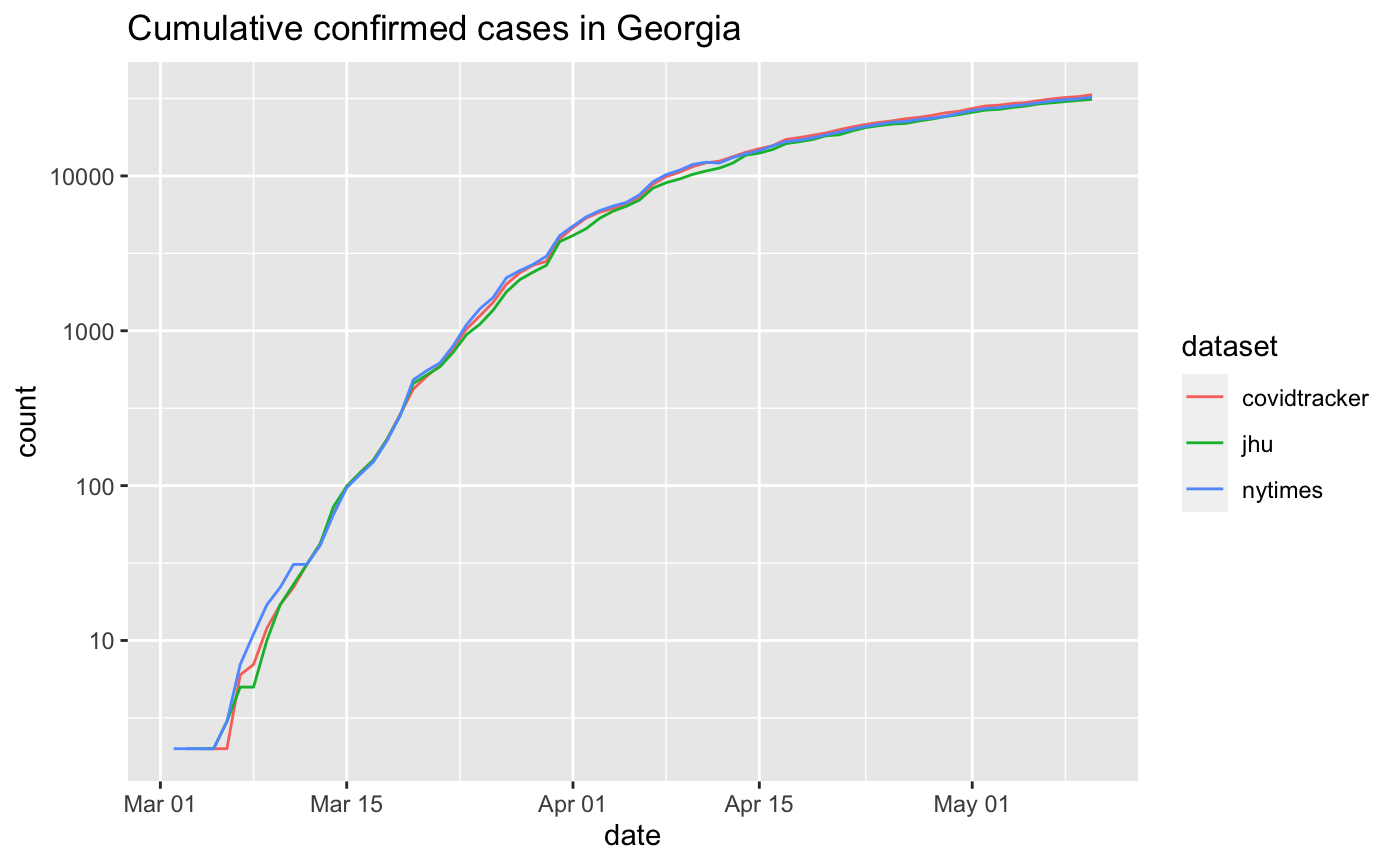 Cumulative confirmed cases in Georgia
count
10000
1000
100
10
Mar 01 Mar 15 Apr 01 Apr 15 May 01
date
dataset
covidtracker
jhu
nytimes